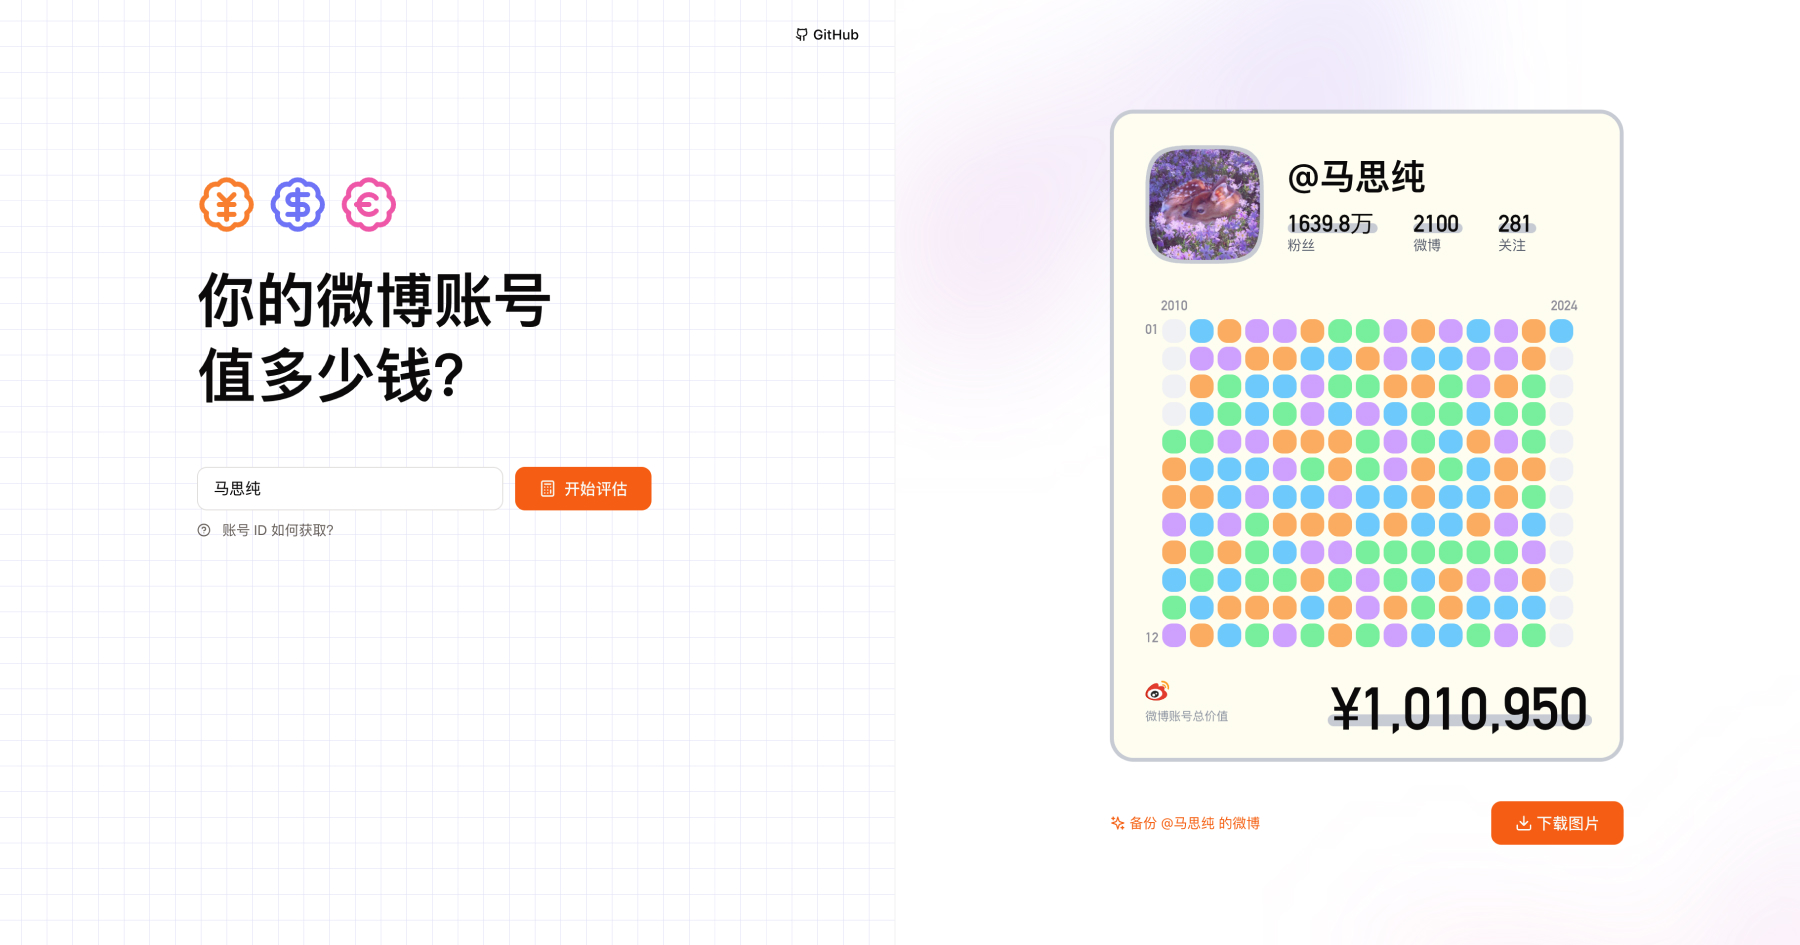 GitHub
你的微博账号
值多少钱?
马思纯
开始评估
账号 ID 如何获取?
@马思纯
1639.8万 2100 281
粉丝 微博 关注
2010 2024
01
12
微博账号总价值
¥1,010,950
备份 @马思纯 的微博
下载图片